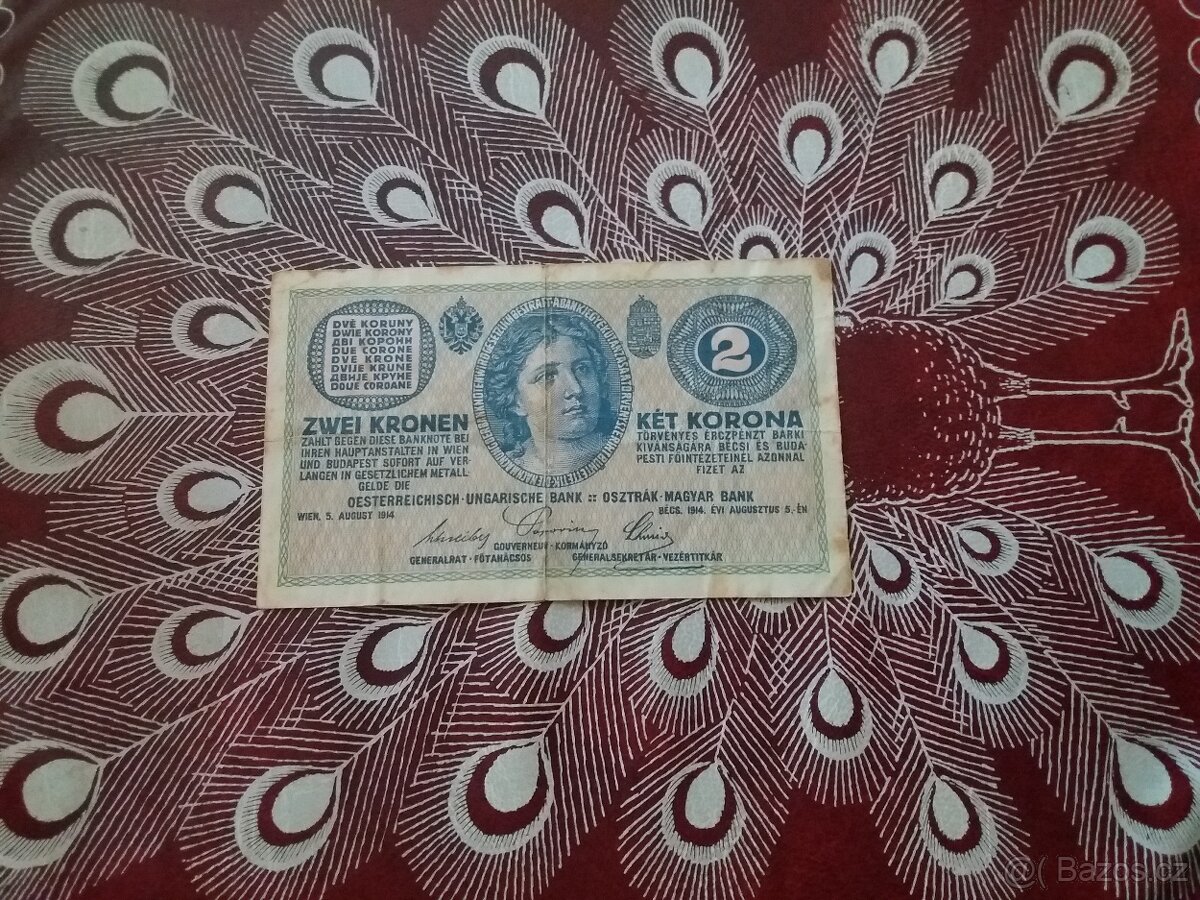 DVĚ KORUNY
DWIE KORONY
ДВІ КОРОНИ
DUE CORONE
DVE KRONE
DVIJE KRUNE
ДВИЈЕ КРУНЕ
DOUE COROANE
2
ZWEI KRONEN
ZAHLT GEGEN DIESE BANKNOTE BEI
IHREN HAUPTANSTALTEN IN WIEN
UND BUDAPEST SOFORT AUF VER-
LANGEN IN GESETZLICHEM METALL-
GELDE DIE
KÉT KORONA
TÖRVÉNYES ÉRCZPÉNZT BÁRKI
KIVÁNSÁGÁRA BÉCSI ÉS BUDA-
PESTI FŐINTÉZETEINÉL AZONNAL
FIZET AZ
OESTERREICHISCH-UNGARISCHE BANK :: OSZTRÁK-MAGYAR BANK
WIEN, 5. AUGUST 1914
BÉCS, 1914. ÉVI AUGUSZTUS 5.-ÉN
GOUVERNEUR · KORMÁNYZÓ
GENERALRAT · FŐTANÁCSOS
GENERALSEKRETÄR · VEZÉRTITKÁR
Bazos.cz